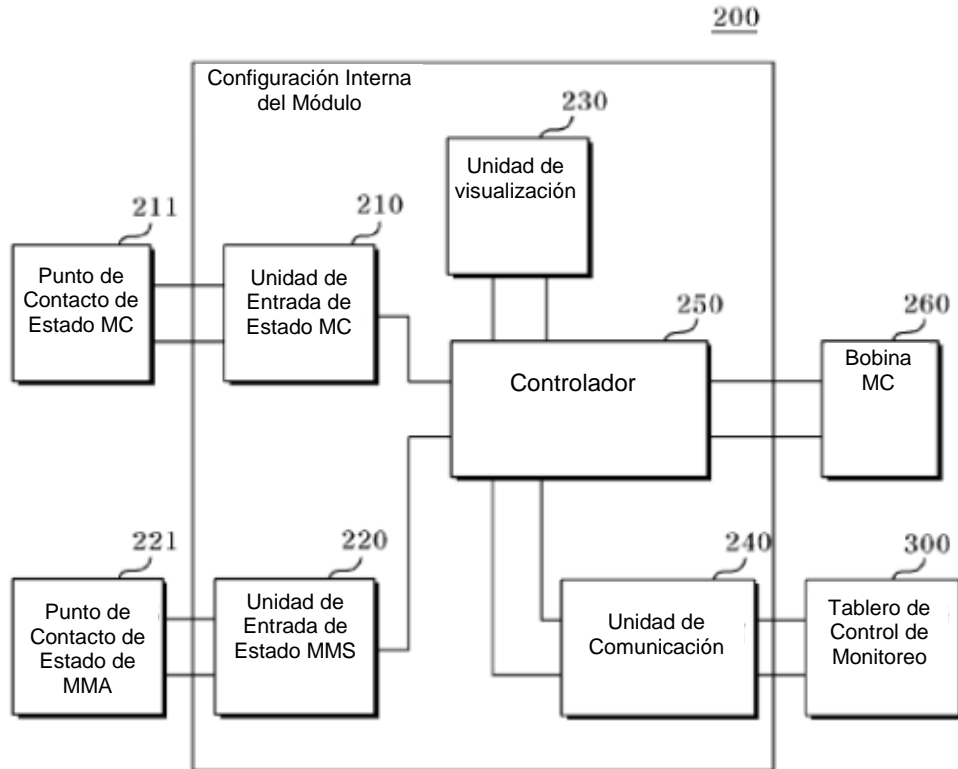 200
Configuración Interna
del Módulo
230
Unidad de
visualización
211
Punto de
Contacto de
Estado MC
210
Unidad de
Entrada de
Estado MC
250
Controlador
260
Bobina
MC
221
Punto de
Contacto de
Estado de
MMA
220
Unidad de
Entrada de
Estado MMS
240
Unidad de
Comunicación
300
Tablero de
Control de
Monitoreo